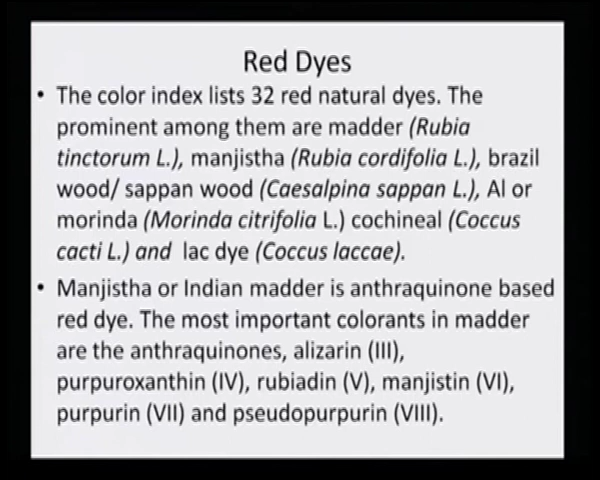 Red Dyes
• The color index lists 32 red natural dyes. The
prominent among them are madder (Rubia
tinctorum L.), manjistha (Rubia cordifolia L.), brazil
wood/ sappan wood (Caesalpina sappan L.), Al or
morinda (Morinda citrifolia L.) cochineal (Coccus
cacti L.) and lac dye (Coccus laccae).
• Manjistha or Indian madder is anthraquinone based
red dye. The most important colorants in madder
are the anthraquinones, alizarin (III),
purpuroxanthin (IV), rubiadin (V), manjistin (VI),
purpurin (VII) and pseudopurpurin (VIII).